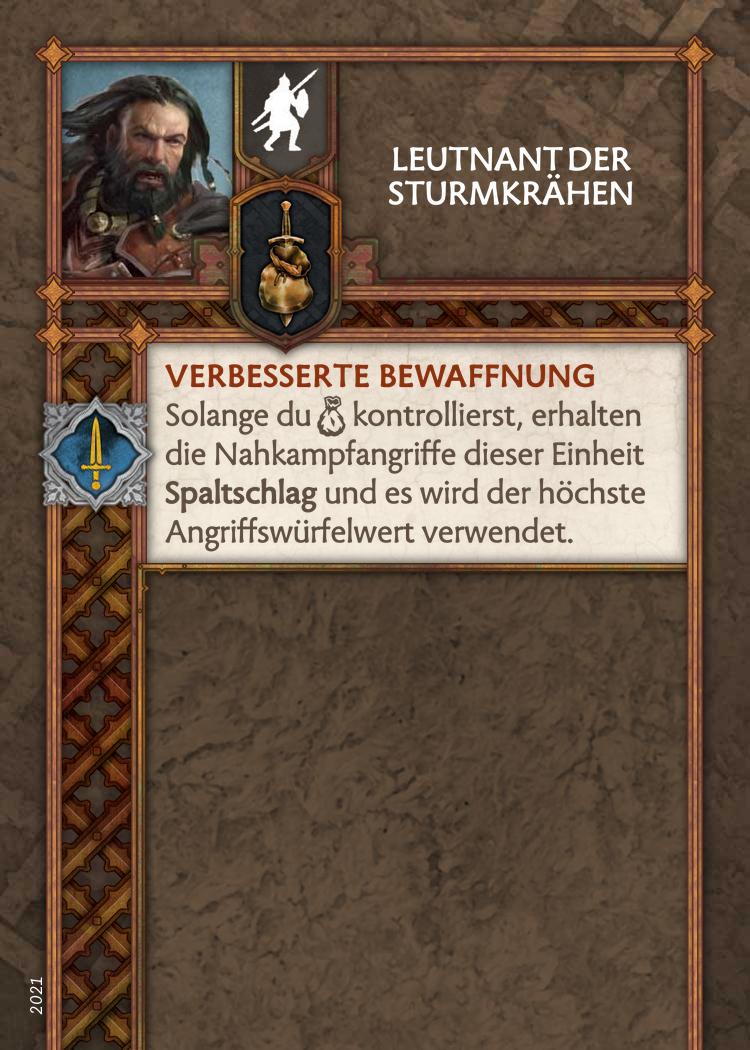 LEUTNANT DER
STURMKRÄHEN
VERBESSERTE BEWAFFNUNG
Solange du kontrollierst, erhalten
die Nahkampfangriffe dieser Einheit
Spaltschlag und es wird der höchste
Angriffswürfelwert verwendet.
2021